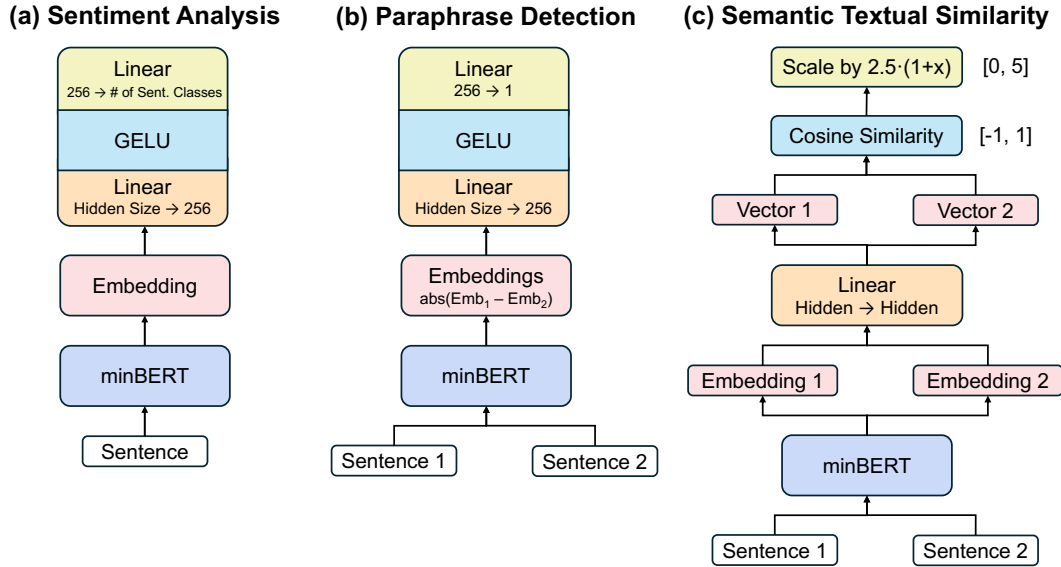 (a) Sentiment Analysis
Linear
256 → # of Sent. Classes
GELU
Linear
Hidden Size → 256
Embedding
minBERT
Sentence
(b) Paraphrase Detection
Linear
256 → 1
GELU
Linear
Hidden Size → 256
Embeddings
abs(Emb₁ – Emb₂)
minBERT
Sentence 1
Sentence 2
(c) Semantic Textual Similarity
Scale by 2.5·(1+x)
[0, 5]
Cosine Similarity
[-1, 1]
Vector 1
Vector 2
Linear
Hidden → Hidden
Embedding 1
Embedding 2
minBERT
Sentence 1
Sentence 2